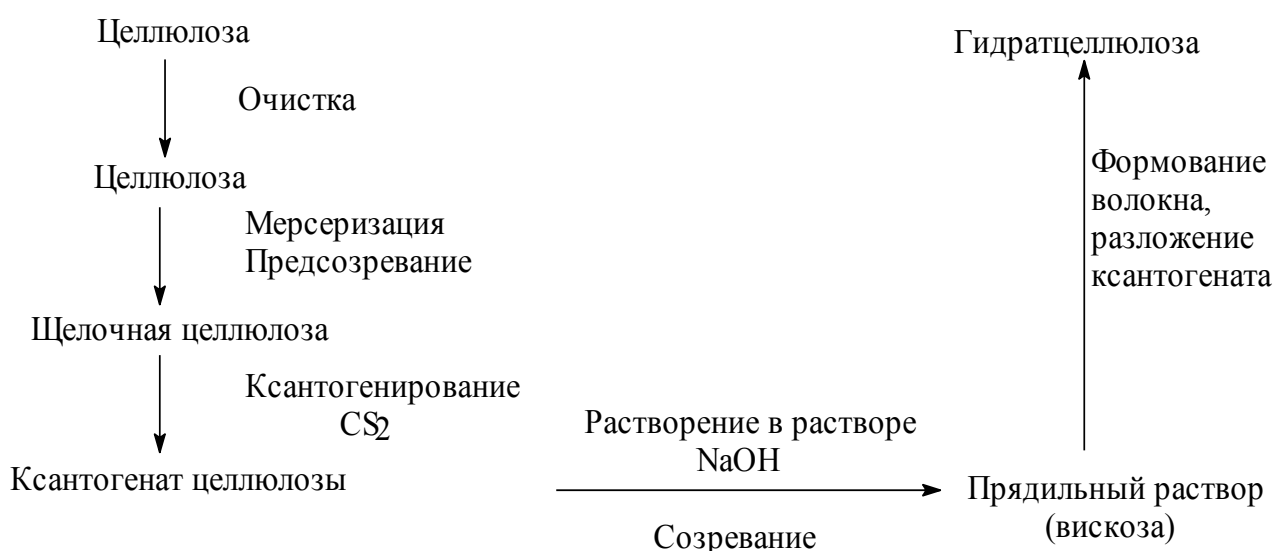 Целлюлоза
Очистка
Целлюлоза
Мерсеризация
Предсозревание
Щелочная целлюлоза
Ксантогенирование
CS2
Ксантогенат целлюлозы
Растворение в растворе
NaOH
Созревание
Прядильный раствор
(вискоза)
Формование
волокна,
разложение
ксантогената
Гидратцеллюлоза